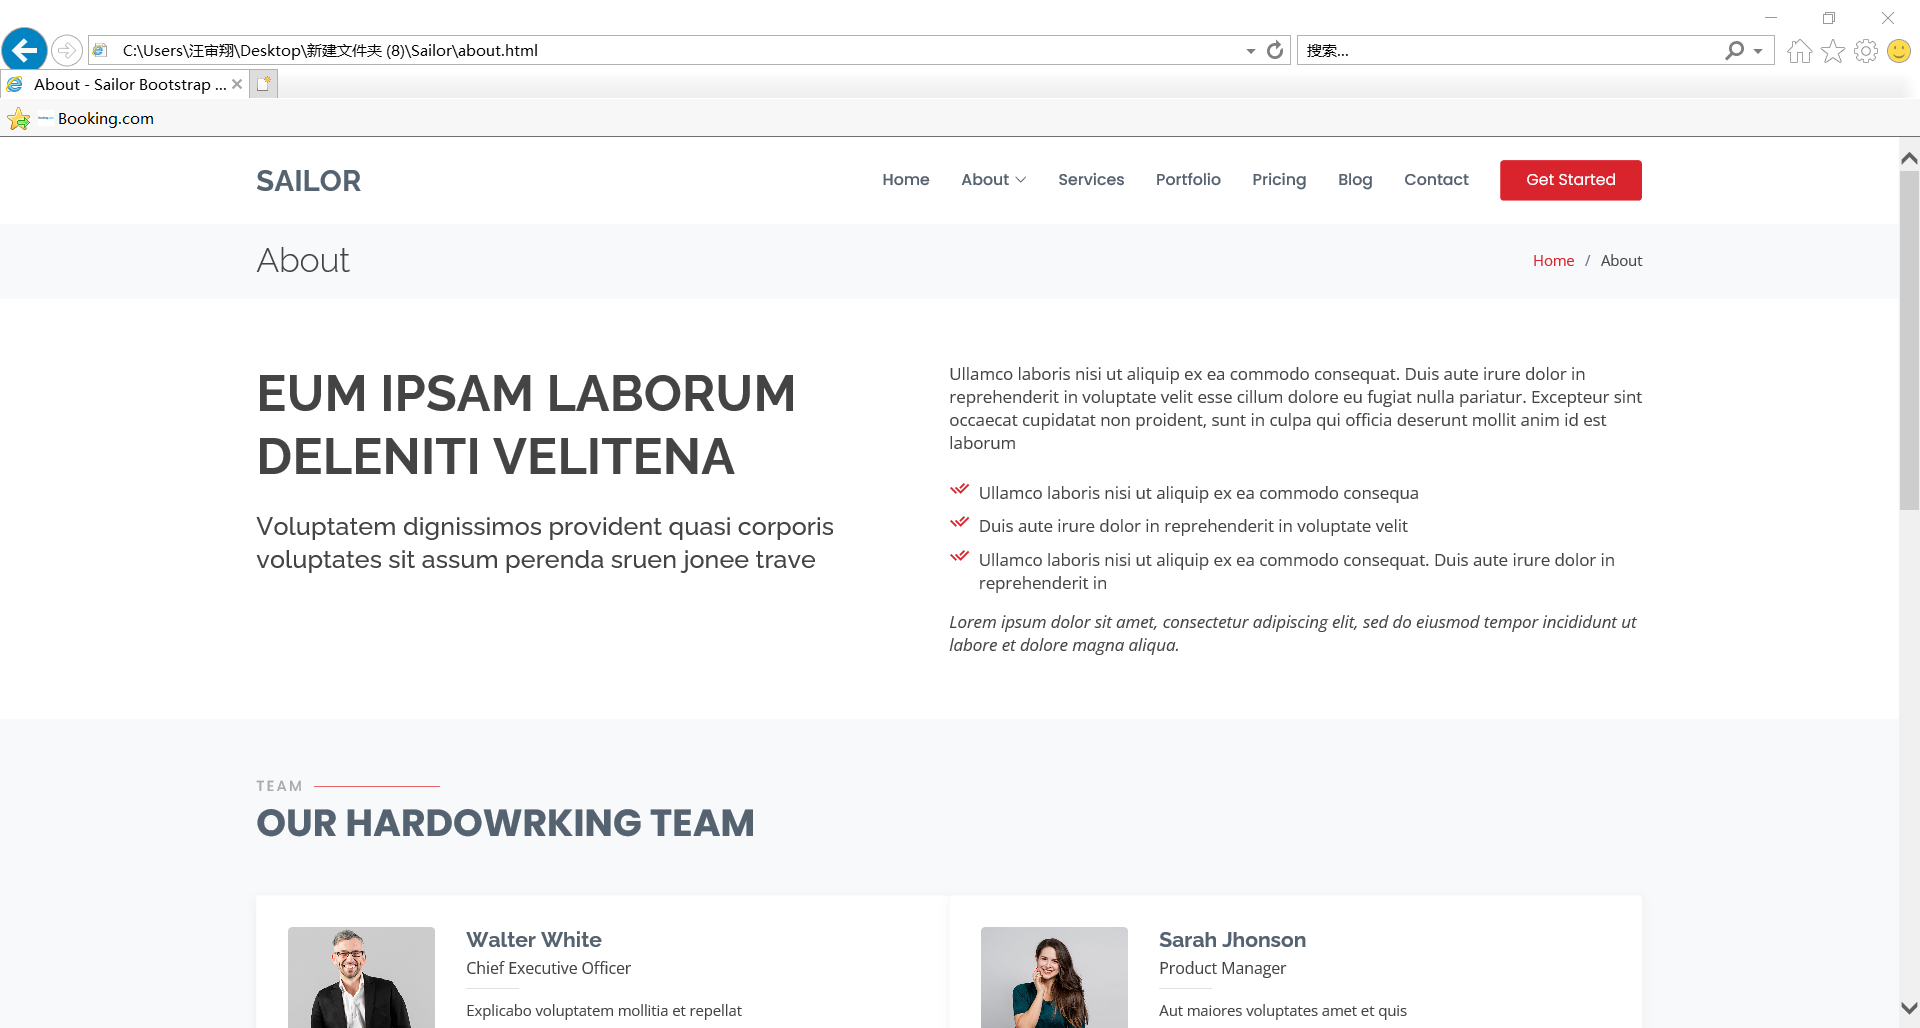 C:\Users\汪审翔\Desktop\新建文件夹 (8)\Sailor\about.html
搜索...
About - Sailor Bootstrap ...
Booking.com
SAILOR
Home About Services Portfolio Pricing Blog Contact Get Started
About
Home / About
EUM IPSAM LABORUM
DELENITI VELITENA
Voluptatem dignissimos provident quasi corporis
voluptates sit assum perenda sruen jonee trave
Ullamco laboris nisi ut aliquip ex ea commodo consequat. Duis aute irure dolor in
reprehenderit in voluptate velit esse cillum dolore eu fugiat nulla pariatur. Excepteur sint
occaecat cupidatat non proident, sunt in culpa qui officia deserunt mollit anim id est
laborum
Ullamco laboris nisi ut aliquip ex ea commodo consequa
Duis aute irure dolor in reprehenderit in voluptate velit
Ullamco laboris nisi ut aliquip ex ea commodo consequat. Duis aute irure dolor in
reprehenderit in
Lorem ipsum dolor sit amet, consectetur adipiscing elit, sed do eiusmod tempor incididunt ut
labore et dolore magna aliqua.
TEAM
OUR HARDOWRKING TEAM
Walter White
Chief Executive Officer
Explicabo voluptatem mollitia et repellat
Sarah Jhonson
Product Manager
Aut maiores voluptates amet et quis